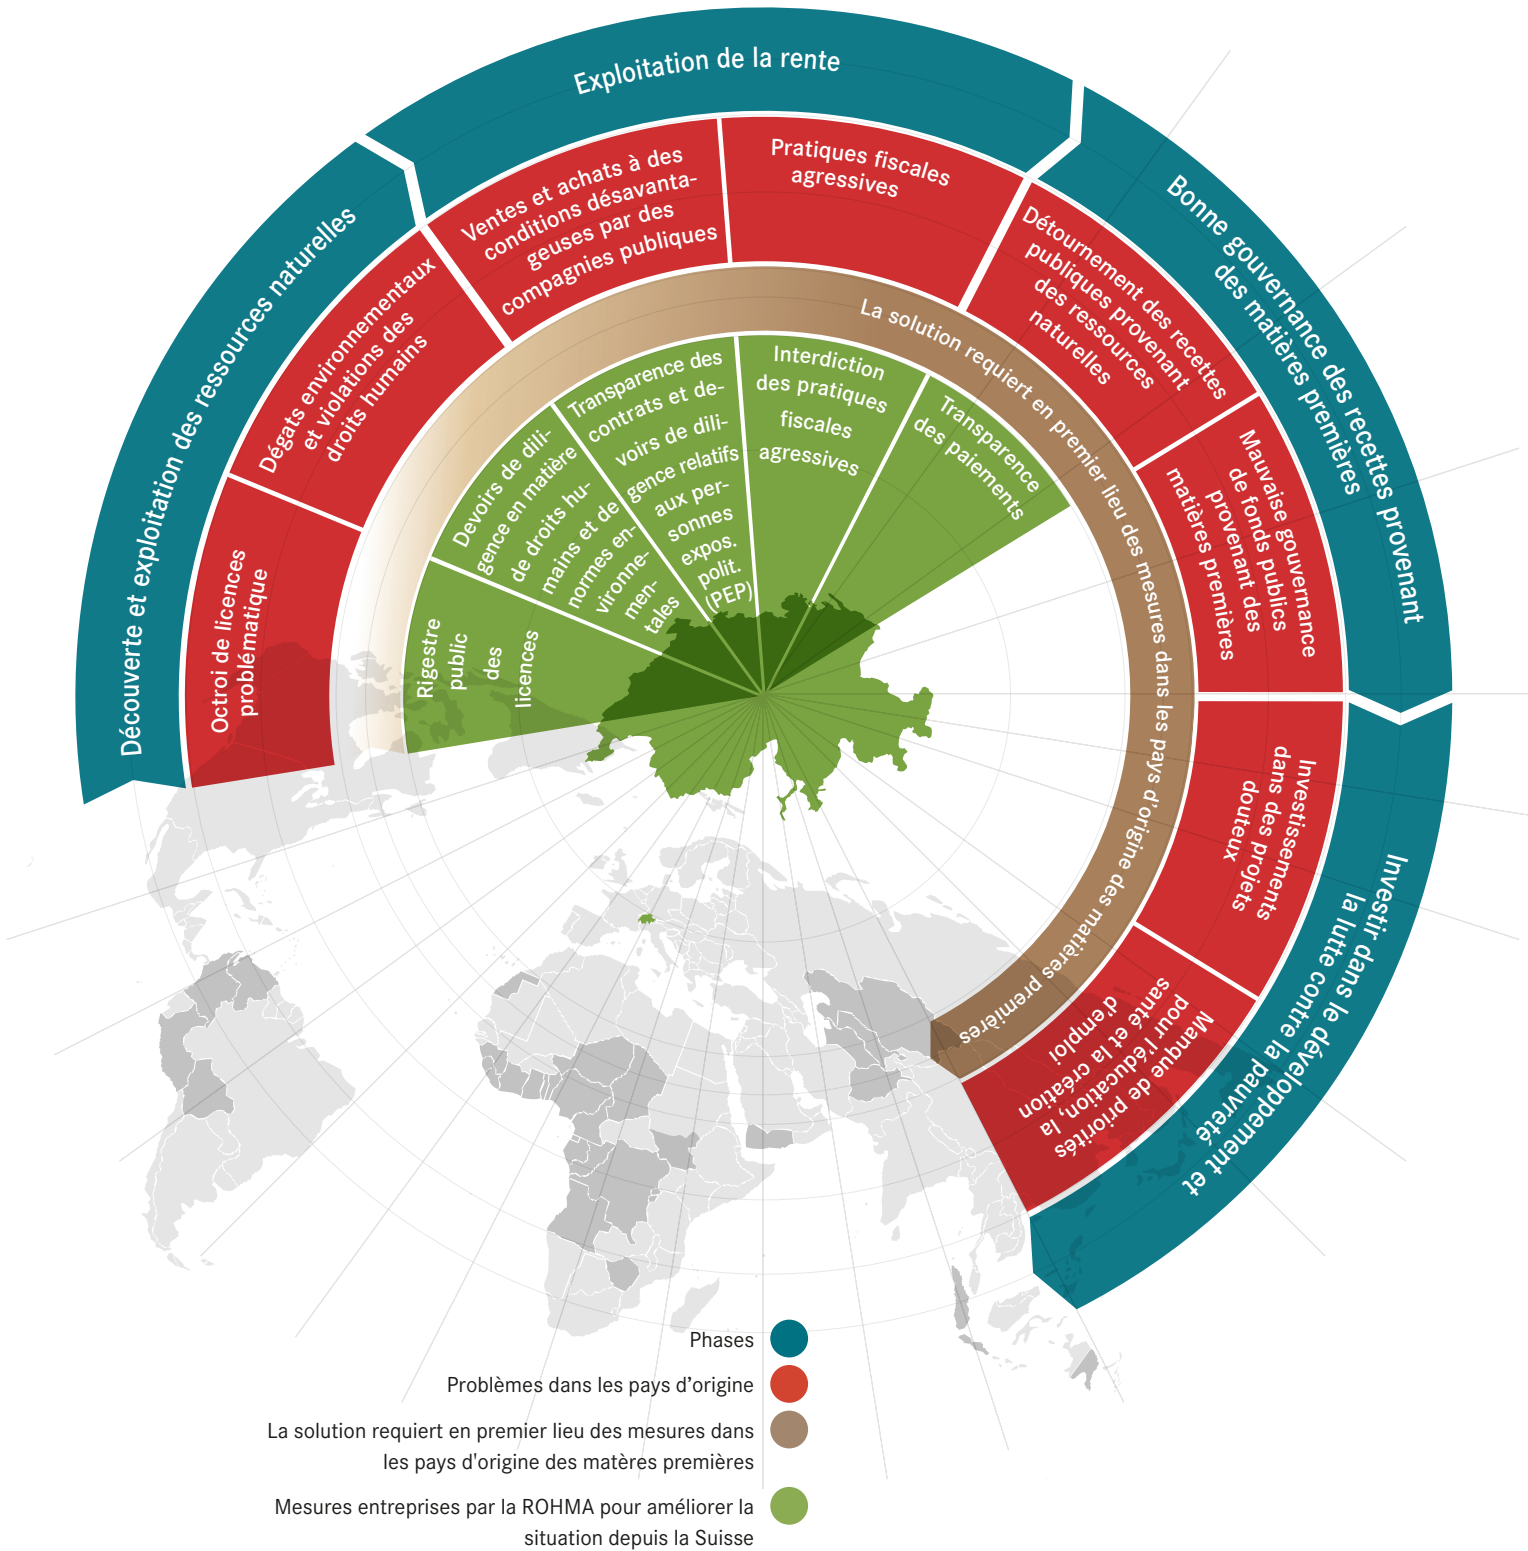 Découverte et exploitation des ressources naturelles
Exploitation de la rente
Bonne gouvernance des recettes provenant
des matières premières
Investir dans le développement et
la lutte contre la pauvreté
Octroi de licences
problématique
Dégats environnementaux
et violations des
droits humains
Ventes et achats à des
conditions désavanta-
geuses par des
compagnies publiques
Pratiques fiscales
agressives
Détournement des recettes
publiques provenant
des ressources
naturelles
Mauvaise gouvernance
de fonds publics
provenant des
matières premières
Investissements
dans des projets
douteux
Manque de priorités
pour l'éducation, la
santé et la création
d'emploi
La solution requiert en premier lieu des mesures dans les pays d'origine des matières premières
Rigestre
public
des
licences
Devoirs de dili-
gence en matière
de droits hu-
mains et de
normes en-
vironne-
men-
tales
Transparence des
contrats et de-
voirs de dili-
gence relatifs
aux per-
sonnes
expos.
polit.
(PEP)
Interdiction
des pratiques
fiscales
agressives
Transparence
des paiements
Phases
Problèmes dans les pays d'origine
La solution requiert en premier lieu des mesures dans
les pays d'origine des matères premières
Mesures entreprises par la ROHMA pour améliorer la
situation depuis la Suisse